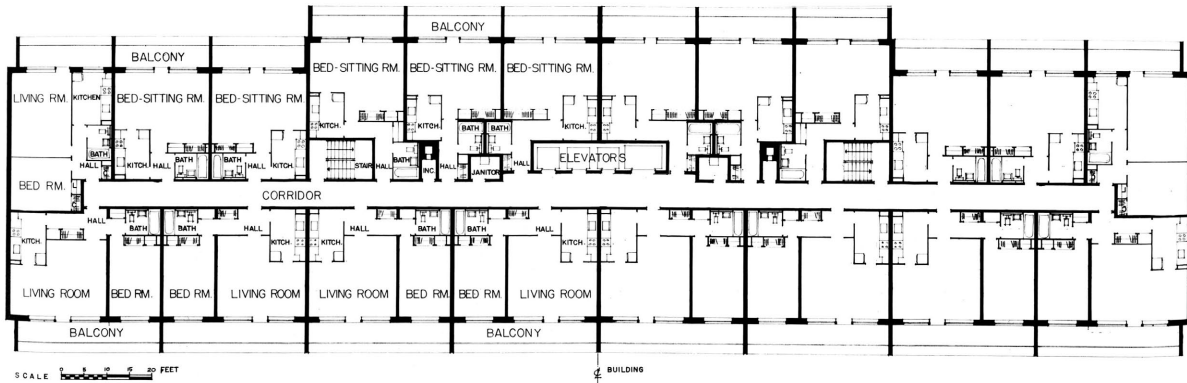 BALCONY
BALCONY
LIVING RM. KITCHEN BED-SITTING RM. BED-SITTING RM. BED-SITTING RM. BED-SITTING RM. BED-SITTING RM.
KITCH. KITCH. KITCH.
BATH BATH BATH
BATH HALL KITCH. HALL BATH BATH HALL KITCH. STAIR HALL BATH INC. HALL JANITOR HALL ELEVATORS
BED RM.
CORRIDOR
HALL
KITCH. BATH BATH HALL KITCH. KITCH. HALL BATH BATH HALL KITCH.
LIVING ROOM BED RM. BED RM. LIVING ROOM LIVING ROOM BED RM. BED RM. LIVING ROOM
BALCONY BALCONY
SCALE 0 5 10 15 20 FEET
℄ BUILDING